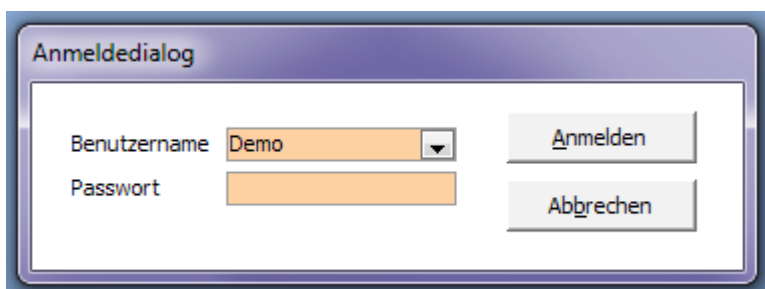 Anmeldedialog
Benutzername Demo Anmelden
Passwort
Abbrechen